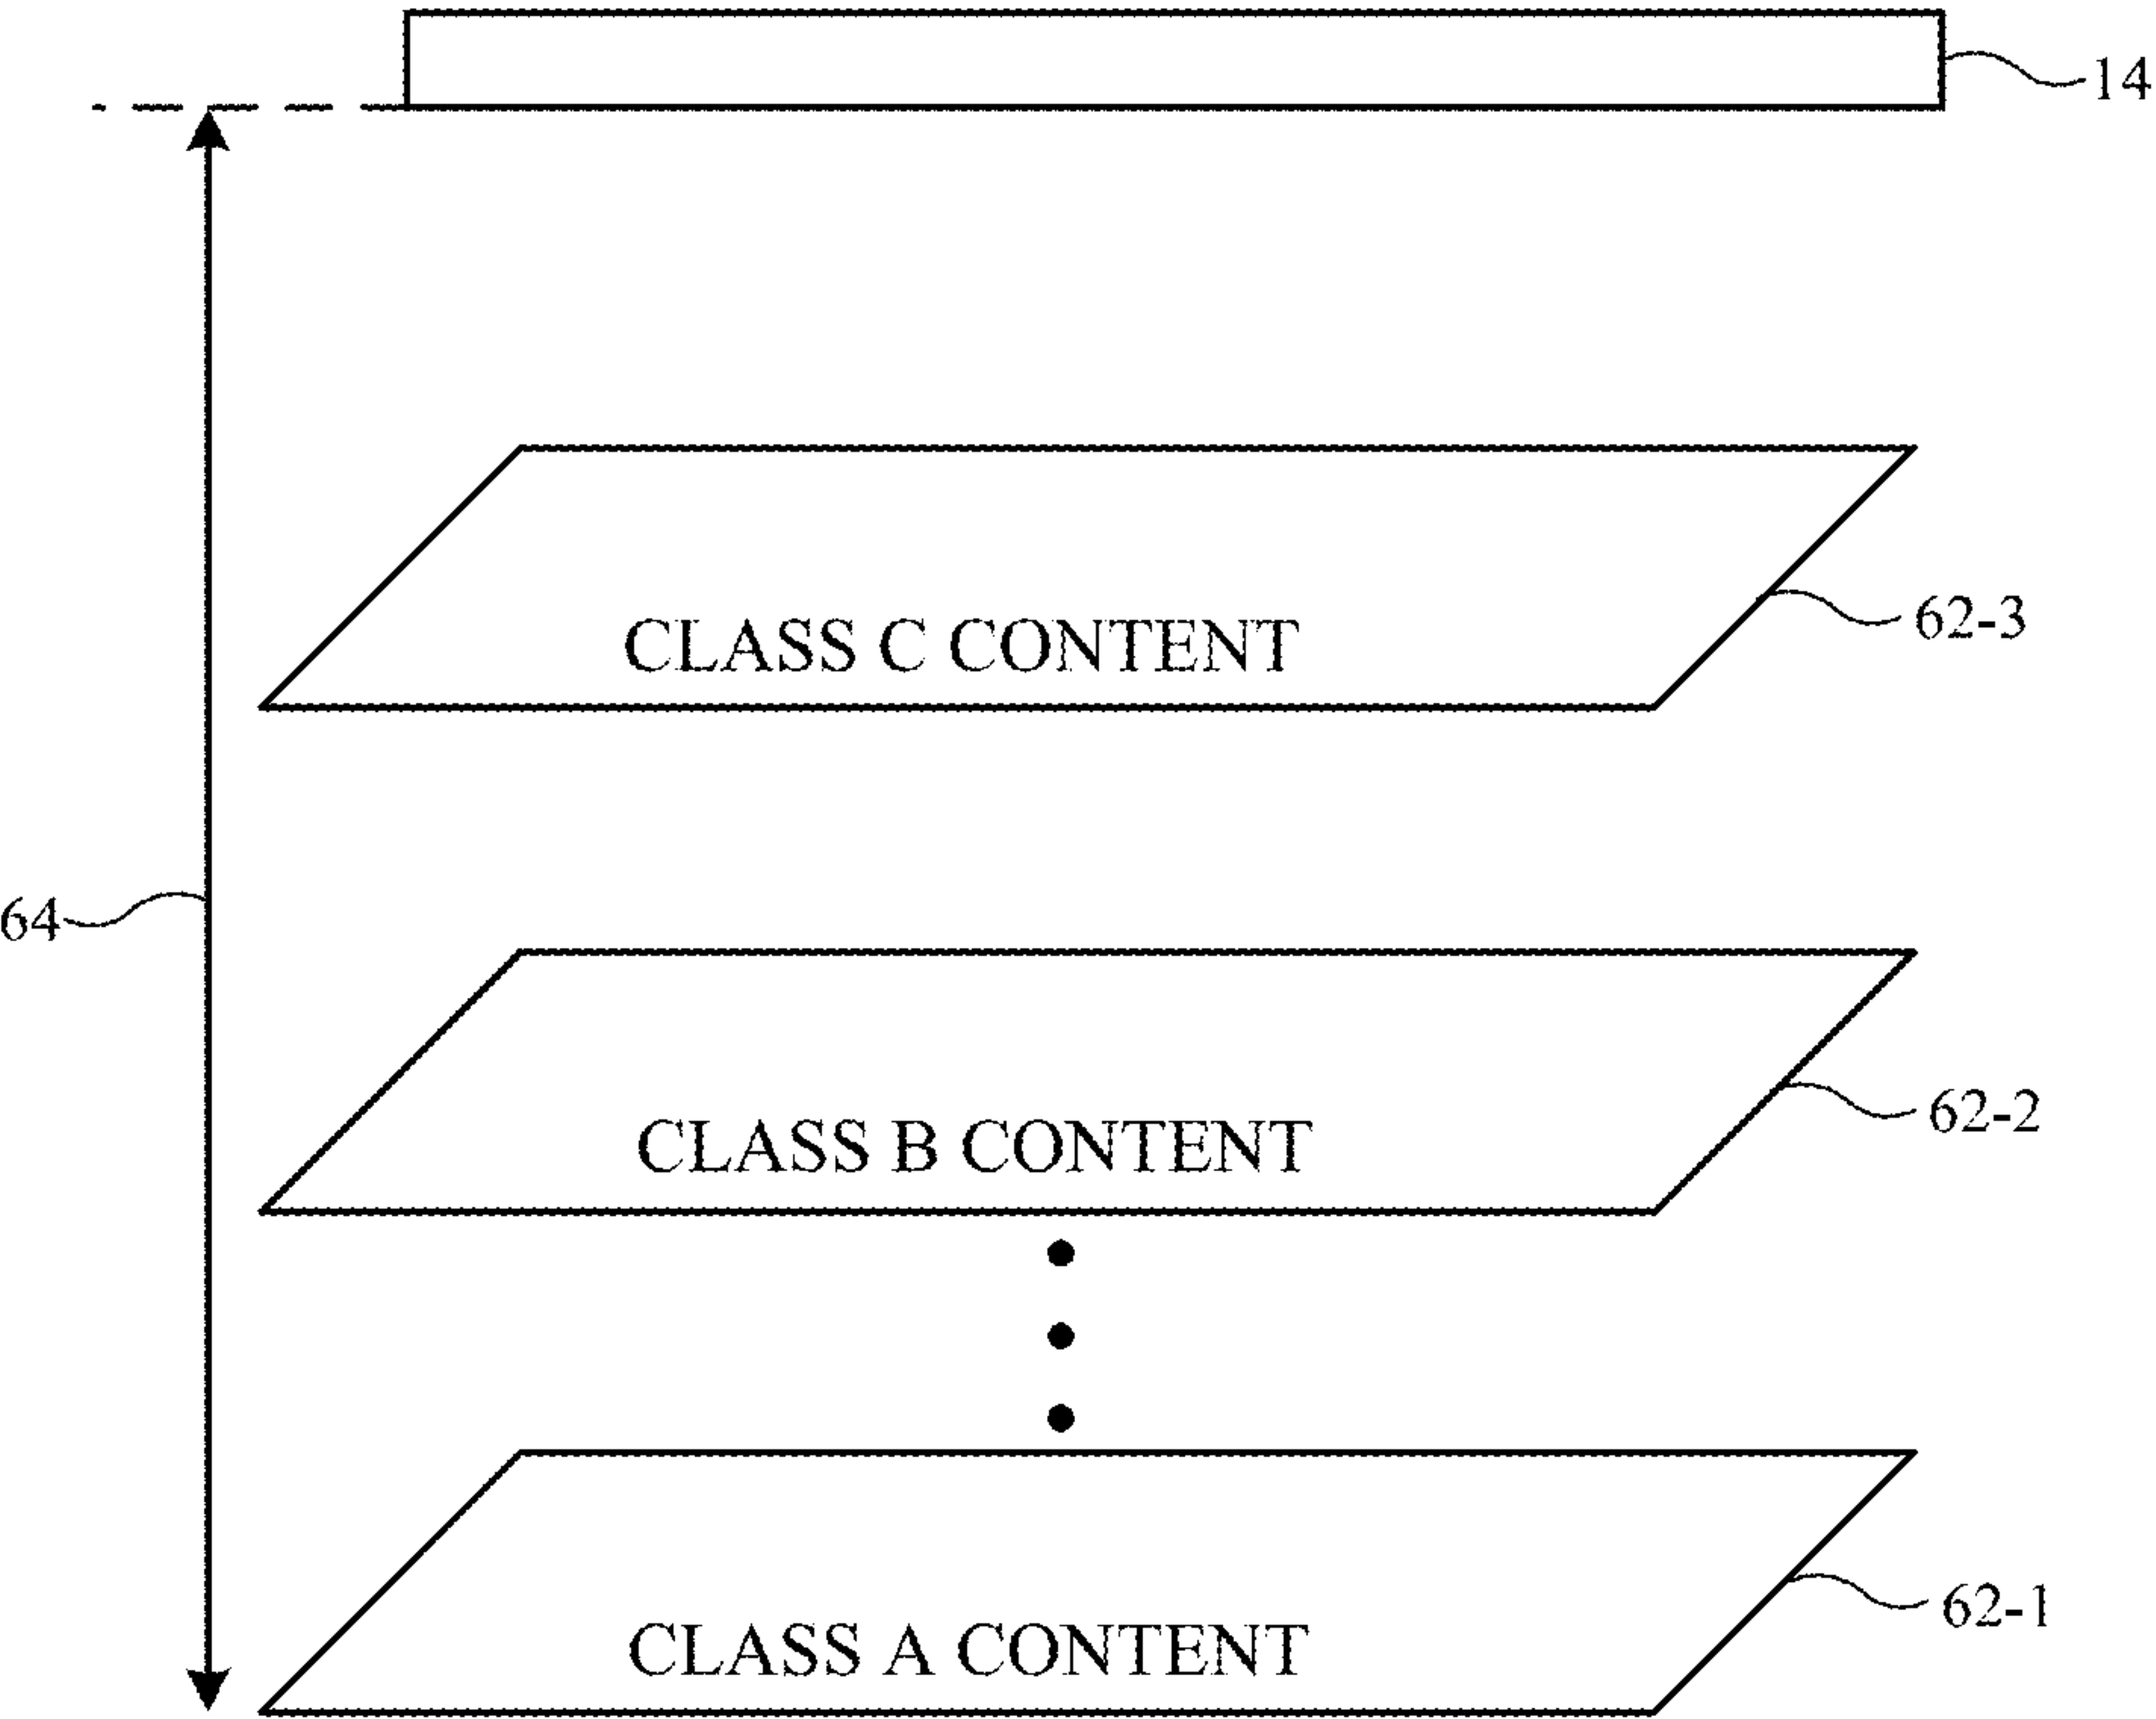 14
CLASS C CONTENT
62-3
64
CLASS B CONTENT
62-2
CLASS A CONTENT
62-1